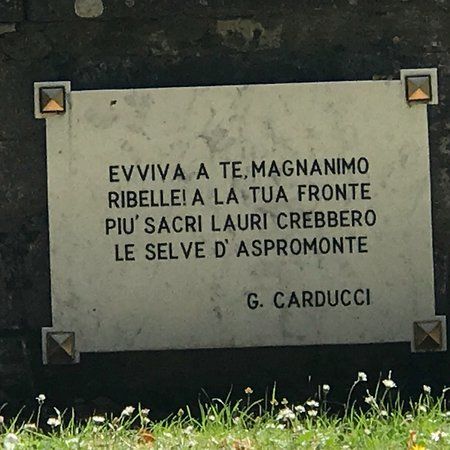 EVVIVA A TE, MAGNANIMO
RIBELLE! A LA TUA FRONTE
PIU' SACRI LAURI CREBBERO
LE SELVE D' ASPROMONTE
G. CARDUCCI